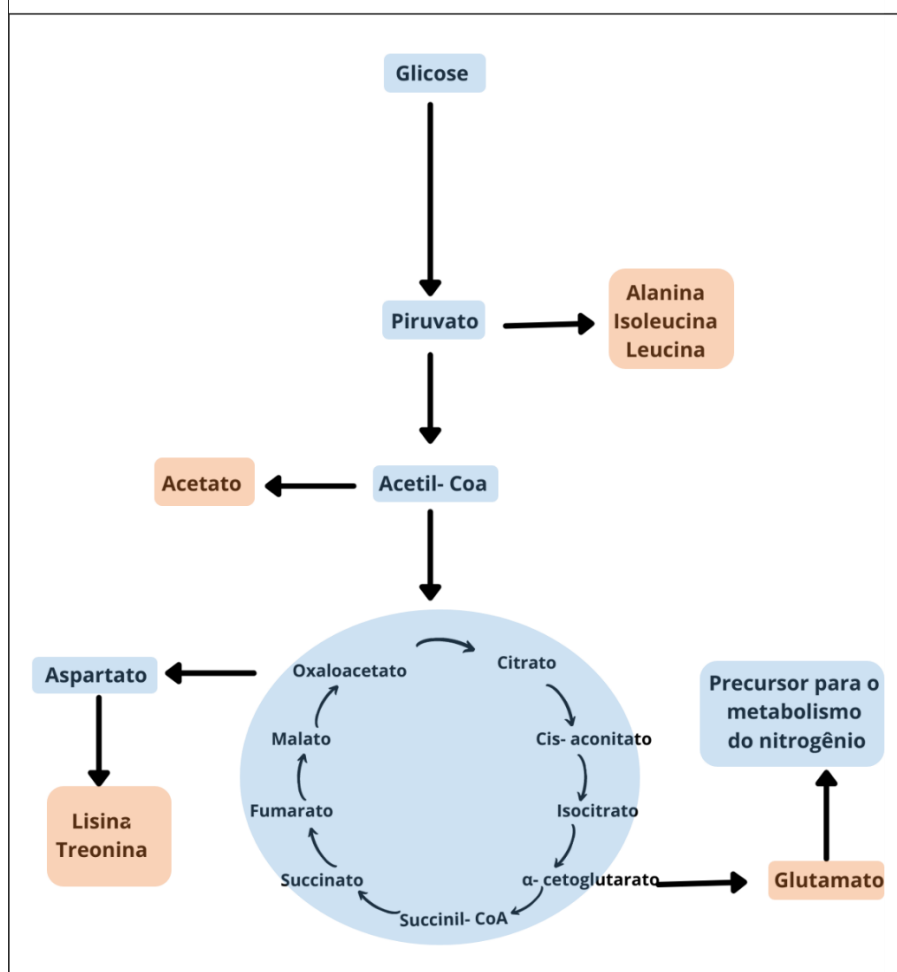 Glicose
Piruvato
Alanina
Isoleucina
Leucina
Acetato
Acetil- Coa
Aspartato
Oxaloacetato
Citrato
Precursor para o
metabolismo
do nitrogênio
Malato
Cis- aconitato
Lisina
Treonina
Fumarato
Isocitrato
Succinato
α- cetoglutarato
Glutamato
Succinil- CoA